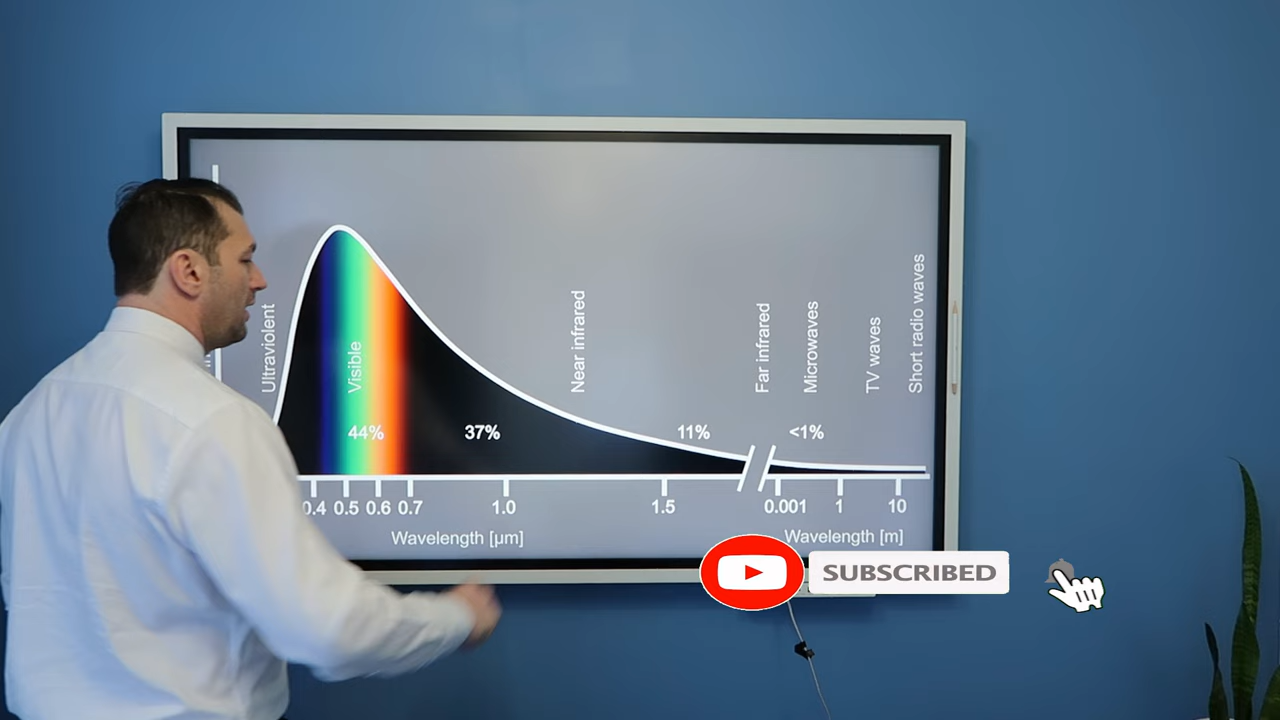 Ultraviolent
Visible
Near infrared
Far infrared
Microwaves
TV waves
Short radio waves
44%
37%
11%
<1%
0.4 0.5 0.6 0.7 1.0 1.5 0.001 1 10
Wavelength [μm]
Wavelength [m]
SUBSCRIBED